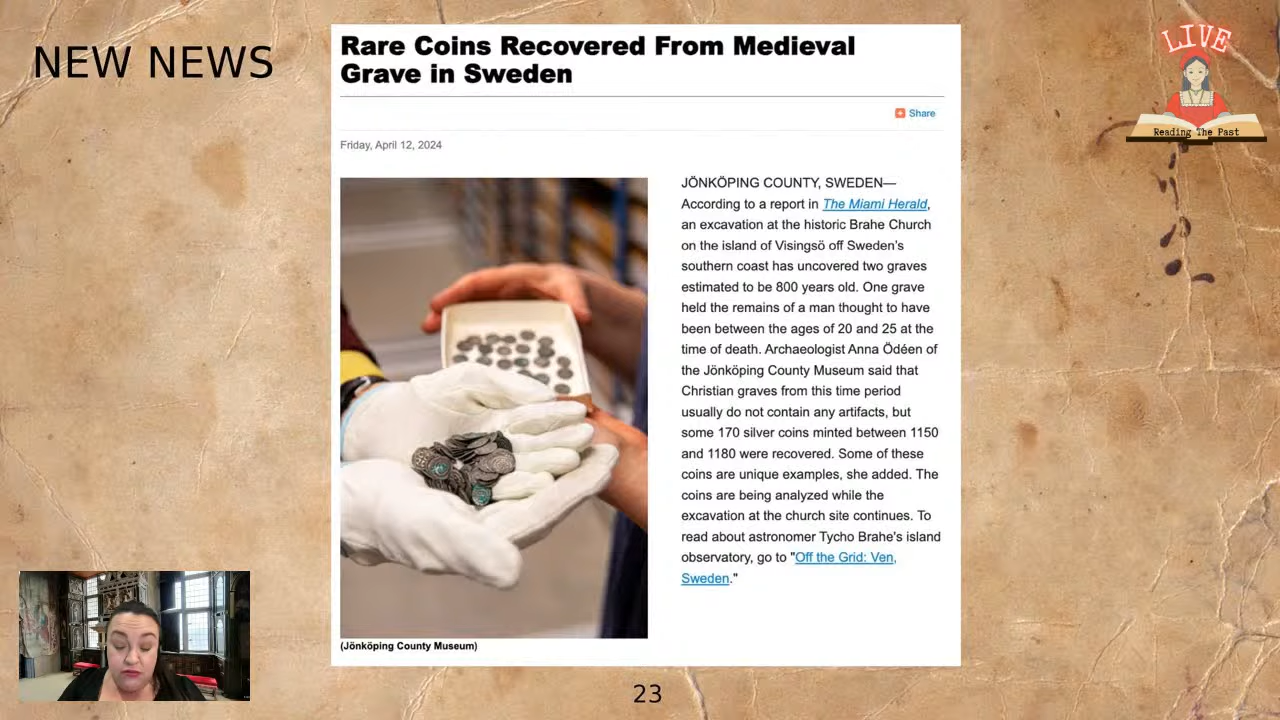 NEW NEWS
Rare Coins Recovered From Medieval
Grave in Sweden
LIVE
Reading The Past
Share
Friday, April 12, 2024
JÖNKÖPING COUNTY, SWEDEN—
According to a report in The Miami Herald,
an excavation at the historic Brahe Church
on the island of Visingsö off Sweden's
southern coast has uncovered two graves
estimated to be 800 years old. One grave
held the remains of a man thought to have
been between the ages of 20 and 25 at the
time of death. Archaeologist Anna Ödéen of
the Jönköping County Museum said that
Christian graves from this time period
usually do not contain any artifacts, but
some 170 silver coins minted between 1150
and 1180 were recovered. Some of these
coins are unique examples, she added. The
coins are being analyzed while the
excavation at the church site continues. To
read about astronomer Tycho Brahe's island
observatory, go to "Off the Grid: Ven,
Sweden."
(Jönköping County Museum)
23